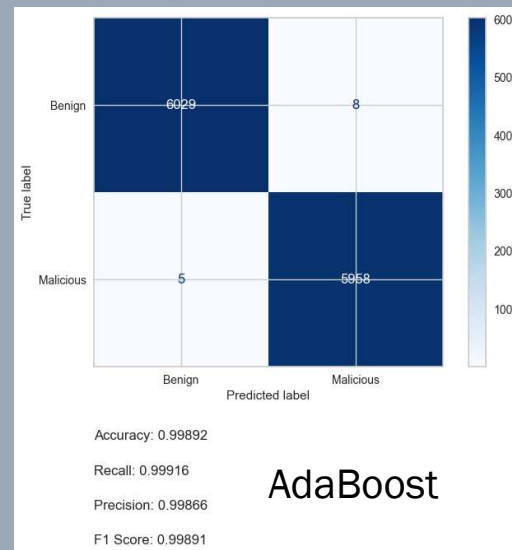 600
500
Benign 6029 8
400
True label
300
200
Malicious 5 5958
100
Benign Malicious
Predicted label
Accuracy: 0.99892
Recall: 0.99916
AdaBoost
Precision: 0.99866
F1 Score: 0.99891